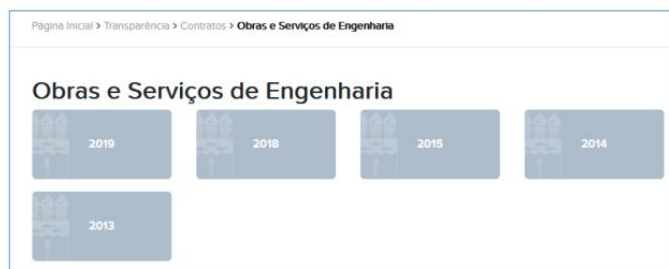 Página Inicial > Transparência > Contratos > Obras e Serviços de Engenharia
Obras e Serviços de Engenharia
2019 2018 2015 2014
2013